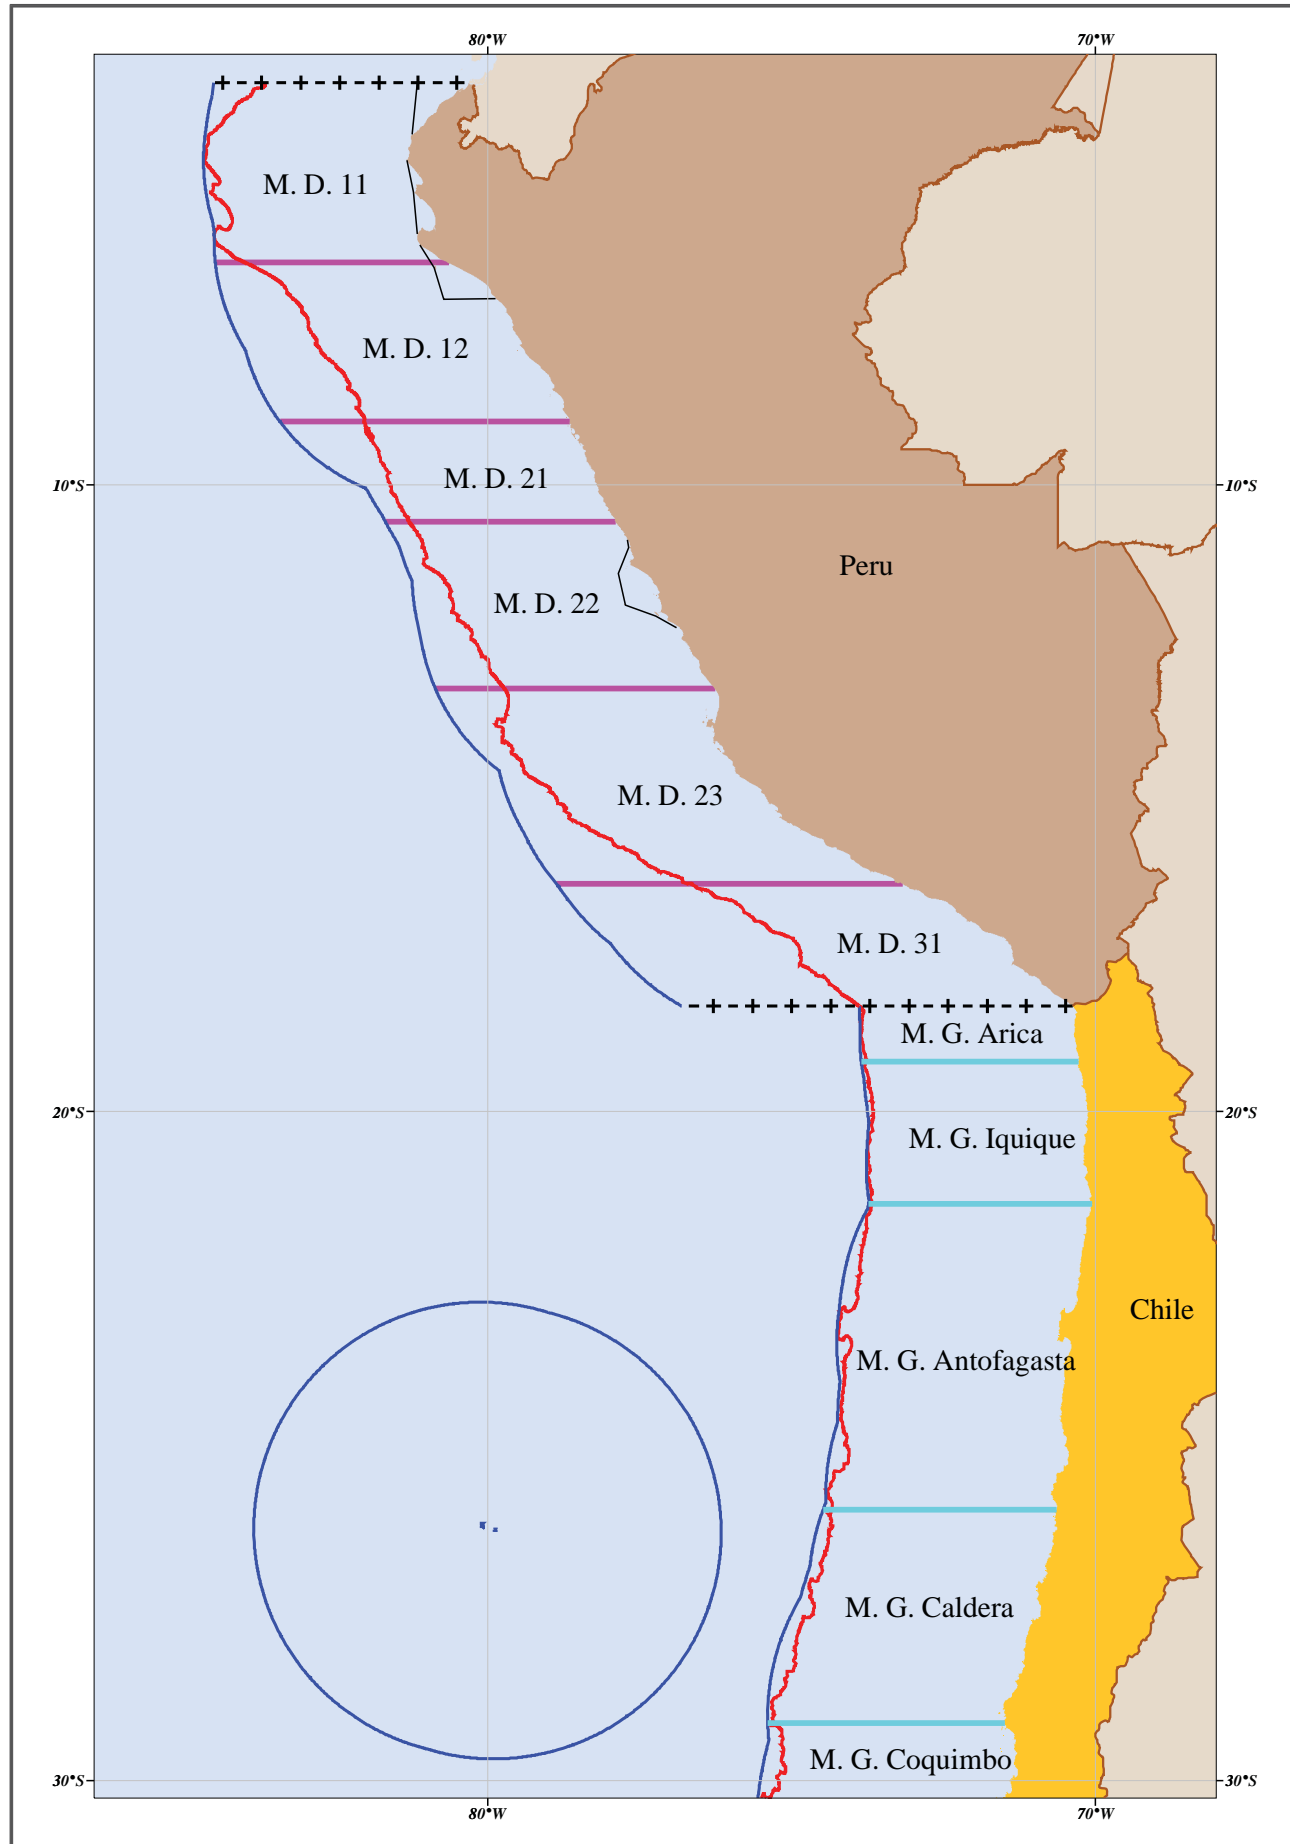 80°W 70°W
M. D. 11
M. D. 12
M. D. 21
10°S 10°S
Peru
M. D. 22
M. D. 23
M. D. 31
M. G. Arica
20°S 20°S
M. G. Iquique
Chile
M. G. Antofagasta
M. G. Caldera
M. G. Coquimbo
30°S 30°S
80°W 70°W